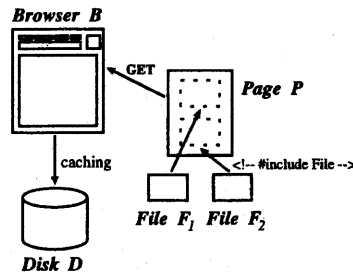 Browser B
GET
Page P
caching
<!-- #include File -->
File F1 File F2
Disk D